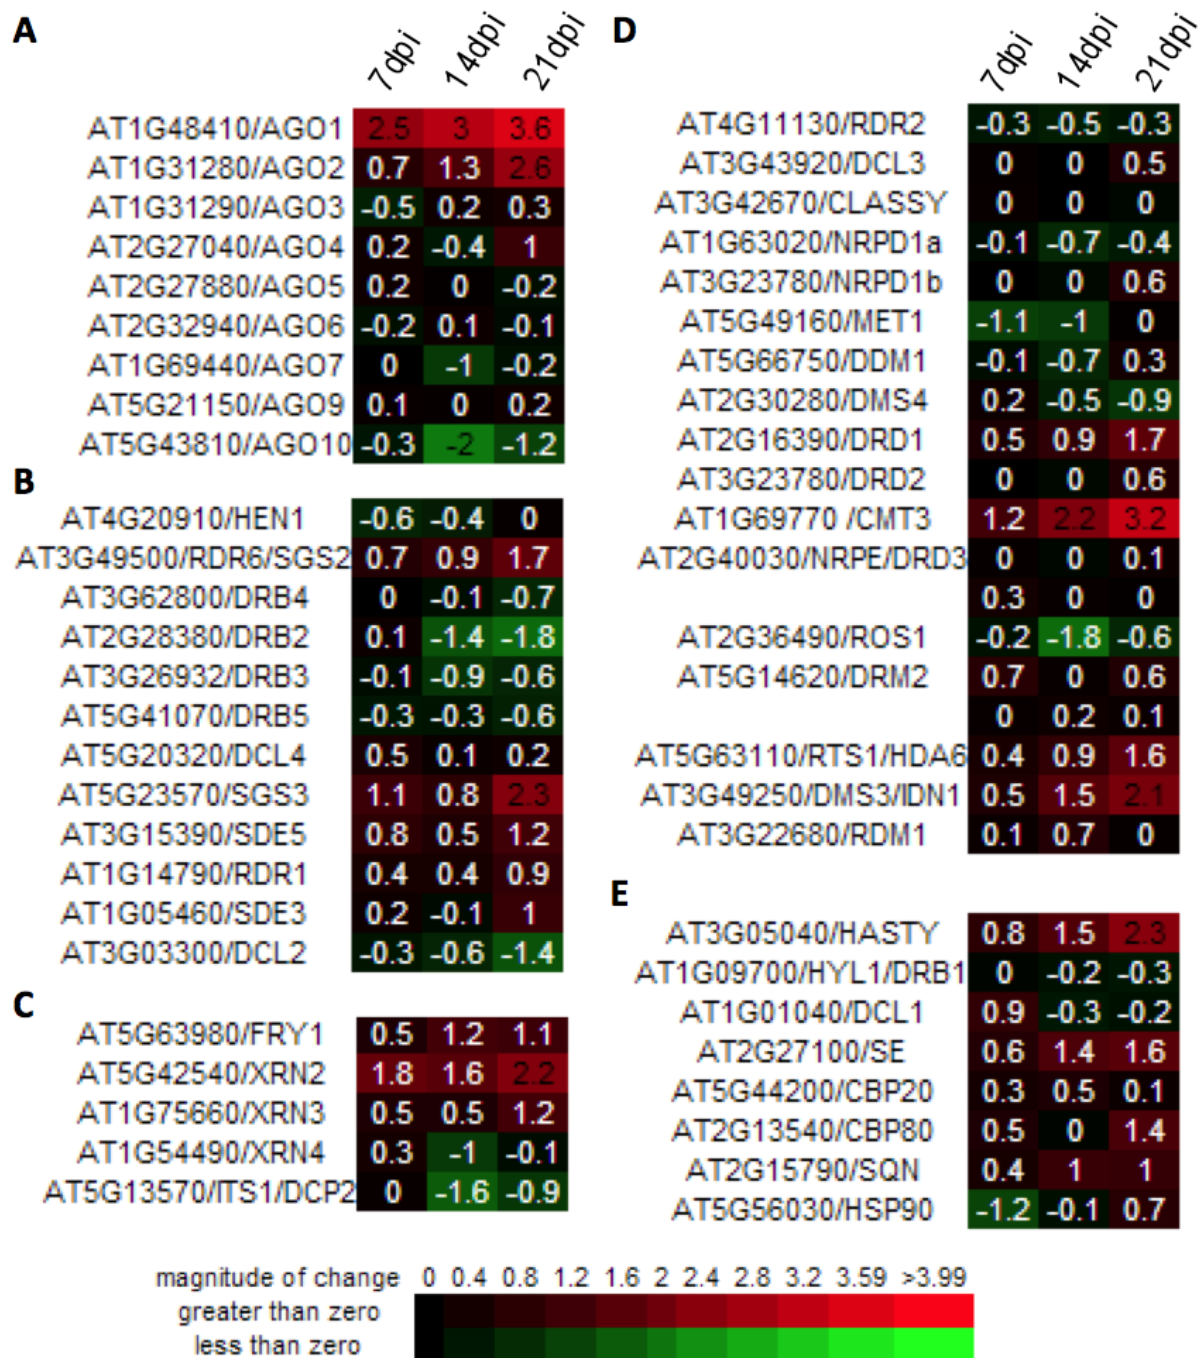 A
7dpi 14dpi 21dpi
AT1G48410/AGO1 2.5 3 3.6
AT1G31280/AGO2 0.7 1.3 2.6
AT1G31290/AGO3 -0.5 0.2 0.3
AT2G27040/AGO4 0.2 -0.4 1
AT2G27880/AGO5 0.2 0 -0.2
AT2G32940/AGO6 -0.2 0.1 -0.1
AT1G69440/AGO7 0 -1 -0.2
AT5G21150/AGO9 0.1 0 0.2
AT5G43810/AGO10 -0.3 -2 -1.2
B
AT4G20910/HEN1 -0.6 -0.4 0
AT3G49500/RDR6/SGS2 0.7 0.9 1.7
AT3G62800/DRB4 0 -0.1 -0.7
AT2G28380/DRB2 0.1 -1.4 -1.8
AT3G26932/DRB3 -0.1 -0.9 -0.6
AT5G41070/DRB5 -0.3 -0.3 -0.6
AT5G20320/DCL4 0.5 0.1 0.2
AT5G23570/SGS3 1.1 0.8 2.3
AT3G15390/SDE5 0.8 0.5 1.2
AT1G14790/RDR1 0.4 0.4 0.9
AT1G05460/SDE3 0.2 -0.1 1
AT3G03300/DCL2 -0.3 -0.6 -1.4
C
AT5G63980/FRY1 0.5 1.2 1.1
AT5G42540/XRN2 1.8 1.6 2.2
AT1G75660/XRN3 0.5 0.5 1.2
AT1G54490/XRN4 0.3 -1 -0.1
AT5G13570/ITS1/DCP2 0 -1.6 -0.9
D
7dpi 14dpi 21dpi
AT4G11130/RDR2 -0.3 -0.5 -0.3
AT3G43920/DCL3 0 0 0.5
AT3G42670/CLASSY 0 0 0
AT1G63020/NRPD1a -0.1 -0.7 -0.4
AT3G23780/NRPD1b 0 0 0.6
AT5G49160/MET1 -1.1 -1 0
AT5G66750/DDM1 -0.1 -0.7 0.3
AT2G30280/DMS4 0.2 -0.5 -0.9
AT2G16390/DRD1 0.5 0.9 1.7
AT3G23780/DRD2 0 0 0.6
AT1G69770 /CMT3 1.2 2.2 3.2
AT2G40030/NRPE/DRD3 0 0 0.1
0.3 0 0
AT2G36490/ROS1 -0.2 -1.8 -0.6
AT5G14620/DRM2 0.7 0 0.6
0 0.2 0.1
AT5G63110/RTS1/HDA6 0.4 0.9 1.6
AT3G49250/DMS3/IDN1 0.5 1.5 2.1
AT3G22680/RDM1 0.1 0.7 0
E
AT3G05040/HASTY 0.8 1.5 2.3
AT1G09700/HYL1/DRB1 0 -0.2 -0.3
AT1G01040/DCL1 0.9 -0.3 -0.2
AT2G27100/SE 0.6 1.4 1.6
AT5G44200/CBP20 0.3 0.5 0.1
AT2G13540/CBP80 0.5 0 1.4
AT2G15790/SQN 0.4 1 1
AT5G56030/HSP90 -1.2 -0.1 0.7
magnitude of change 0 0.4 0.8 1.2 1.6 2 2.4 2.8 3.2 3.59 >3.99
greater than zero
less than zero